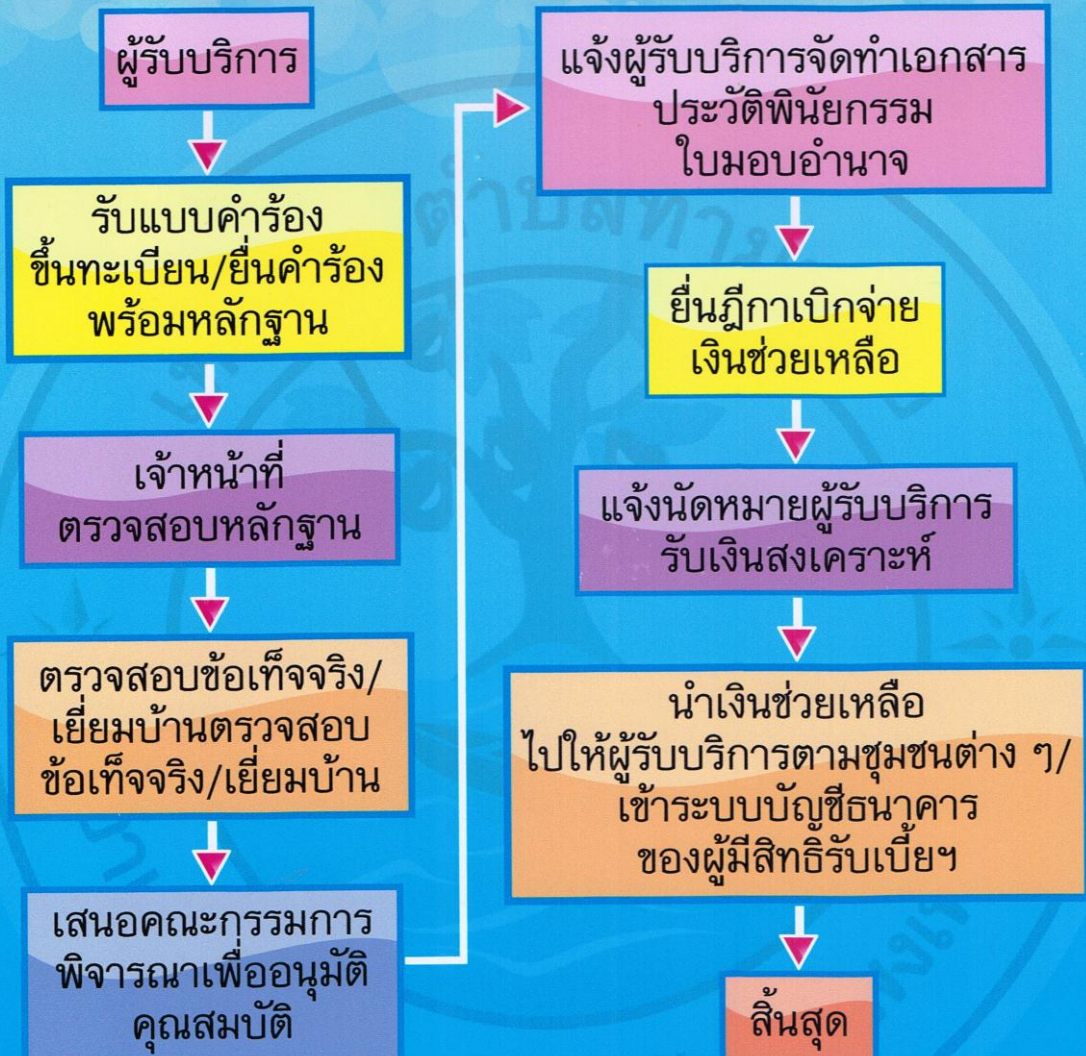 ผู้รับบริการ
รับแบบคำร้อง
ขึ้นทะเบียน/ยื่นคำร้อง
พร้อมหลักฐาน
เจ้าหน้าที่
ตรวจสอบหลักฐาน
ตรวจสอบข้อเท็จจริง/
เยี่ยมบ้านตรวจสอบ
ข้อเท็จจริง/เยี่ยมบ้าน
เสนอคณะกรรมการ
พิจารณาเพื่ออนุมัติ
คุณสมบัติ
แจ้งผู้รับบริการจัดทำเอกสาร
ประวัติพินัยกรรม
ใบมอบอำนาจ
ยื่นฎีกาเบิกจ่าย
เงินช่วยเหลือ
แจ้งนัดหมายผู้รับบริการ
รับเงินสงเคราะห์
นำเงินช่วยเหลือ
ไปให้ผู้รับบริการตามชุมชนต่าง ๆ/
เข้าระบบบัญชีธนาคาร
ของผู้มีสิทธิรับเบี้ยฯ
สิ้นสุด